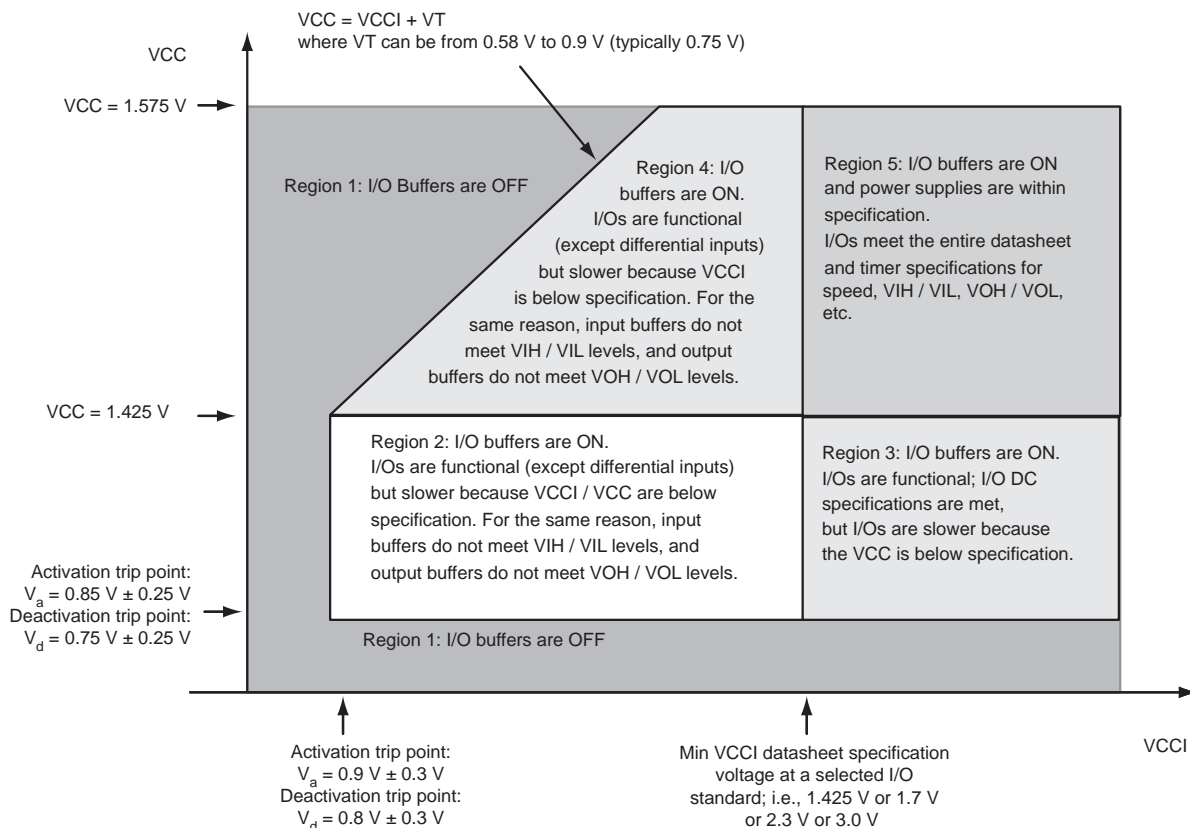 VCC = VCCI + VT
where VT can be from 0.58 V to 0.9 V (typically 0.75 V)
VCC
VCC = 1.575 V
Region 1: I/O Buffers are OFF
Region 4: I/O
buffers are ON.
I/Os are functional
(except differential inputs)
but slower because VCCI
is below specification. For the
same reason, input buffers do not
meet VIH / VIL levels, and output
buffers do not meet VOH / VOL levels.
Region 5: I/O buffers are ON
and power supplies are within
specification.
I/Os meet the entire datasheet
and timer specifications for
speed, VIH / VIL, VOH / VOL,
etc.
VCC = 1.425 V
Region 2: I/O buffers are ON.
I/Os are functional (except differential inputs)
but slower because VCCI / VCC are below
specification. For the same reason, input
buffers do not meet VIH / VIL levels, and
output buffers do not meet VOH / VOL levels.
Region 3: I/O buffers are ON.
I/Os are functional; I/O DC
specifications are met,
but I/Os are slower because
the VCC is below specification.
Activation trip point:
Va = 0.85 V ± 0.25 V
Deactivation trip point:
Vd = 0.75 V ± 0.25 V
Region 1: I/O buffers are OFF
Activation trip point:
Va = 0.9 V ± 0.3 V
Deactivation trip point:
Vd = 0.8 V ± 0.3 V
Min VCCI datasheet specification
voltage at a selected I/O
standard; i.e., 1.425 V or 1.7 V
or 2.3 V or 3.0 V
VCCI